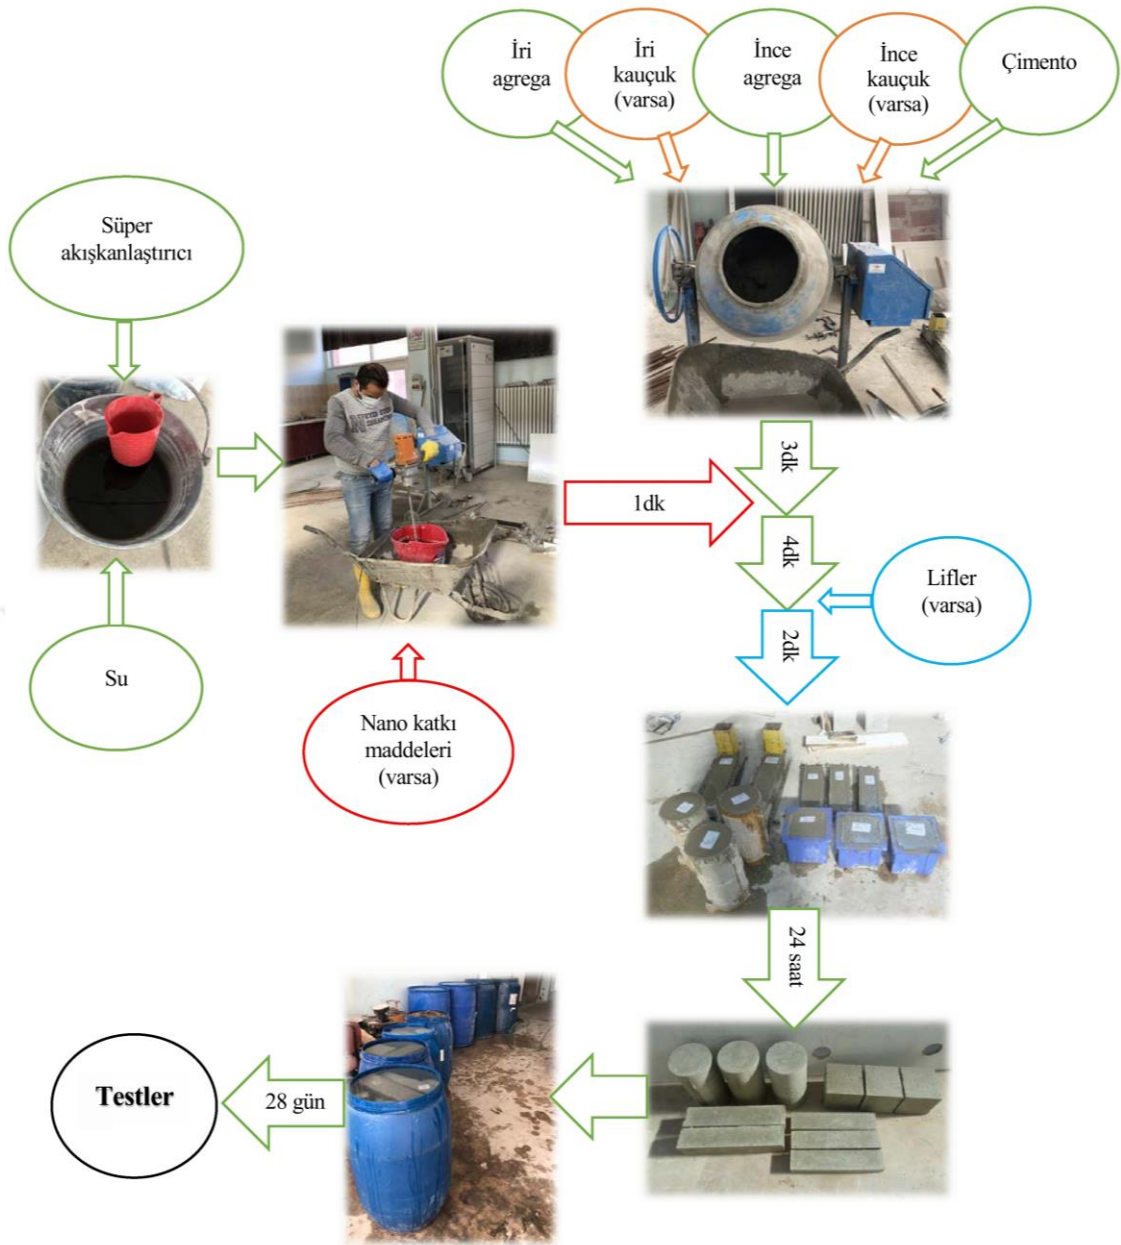 İri
agrega
İri
kauçuk
(varsa)
İnce
agrega
İnce
kauçuk
(varsa)
Çimento
Süper
akışkanlaştırıcı
3dk
1dk
4dk
Lifler
(varsa)
2dk
Su
Nano katkı
maddeleri
(varsa)
24 saat
Testler
28 gün